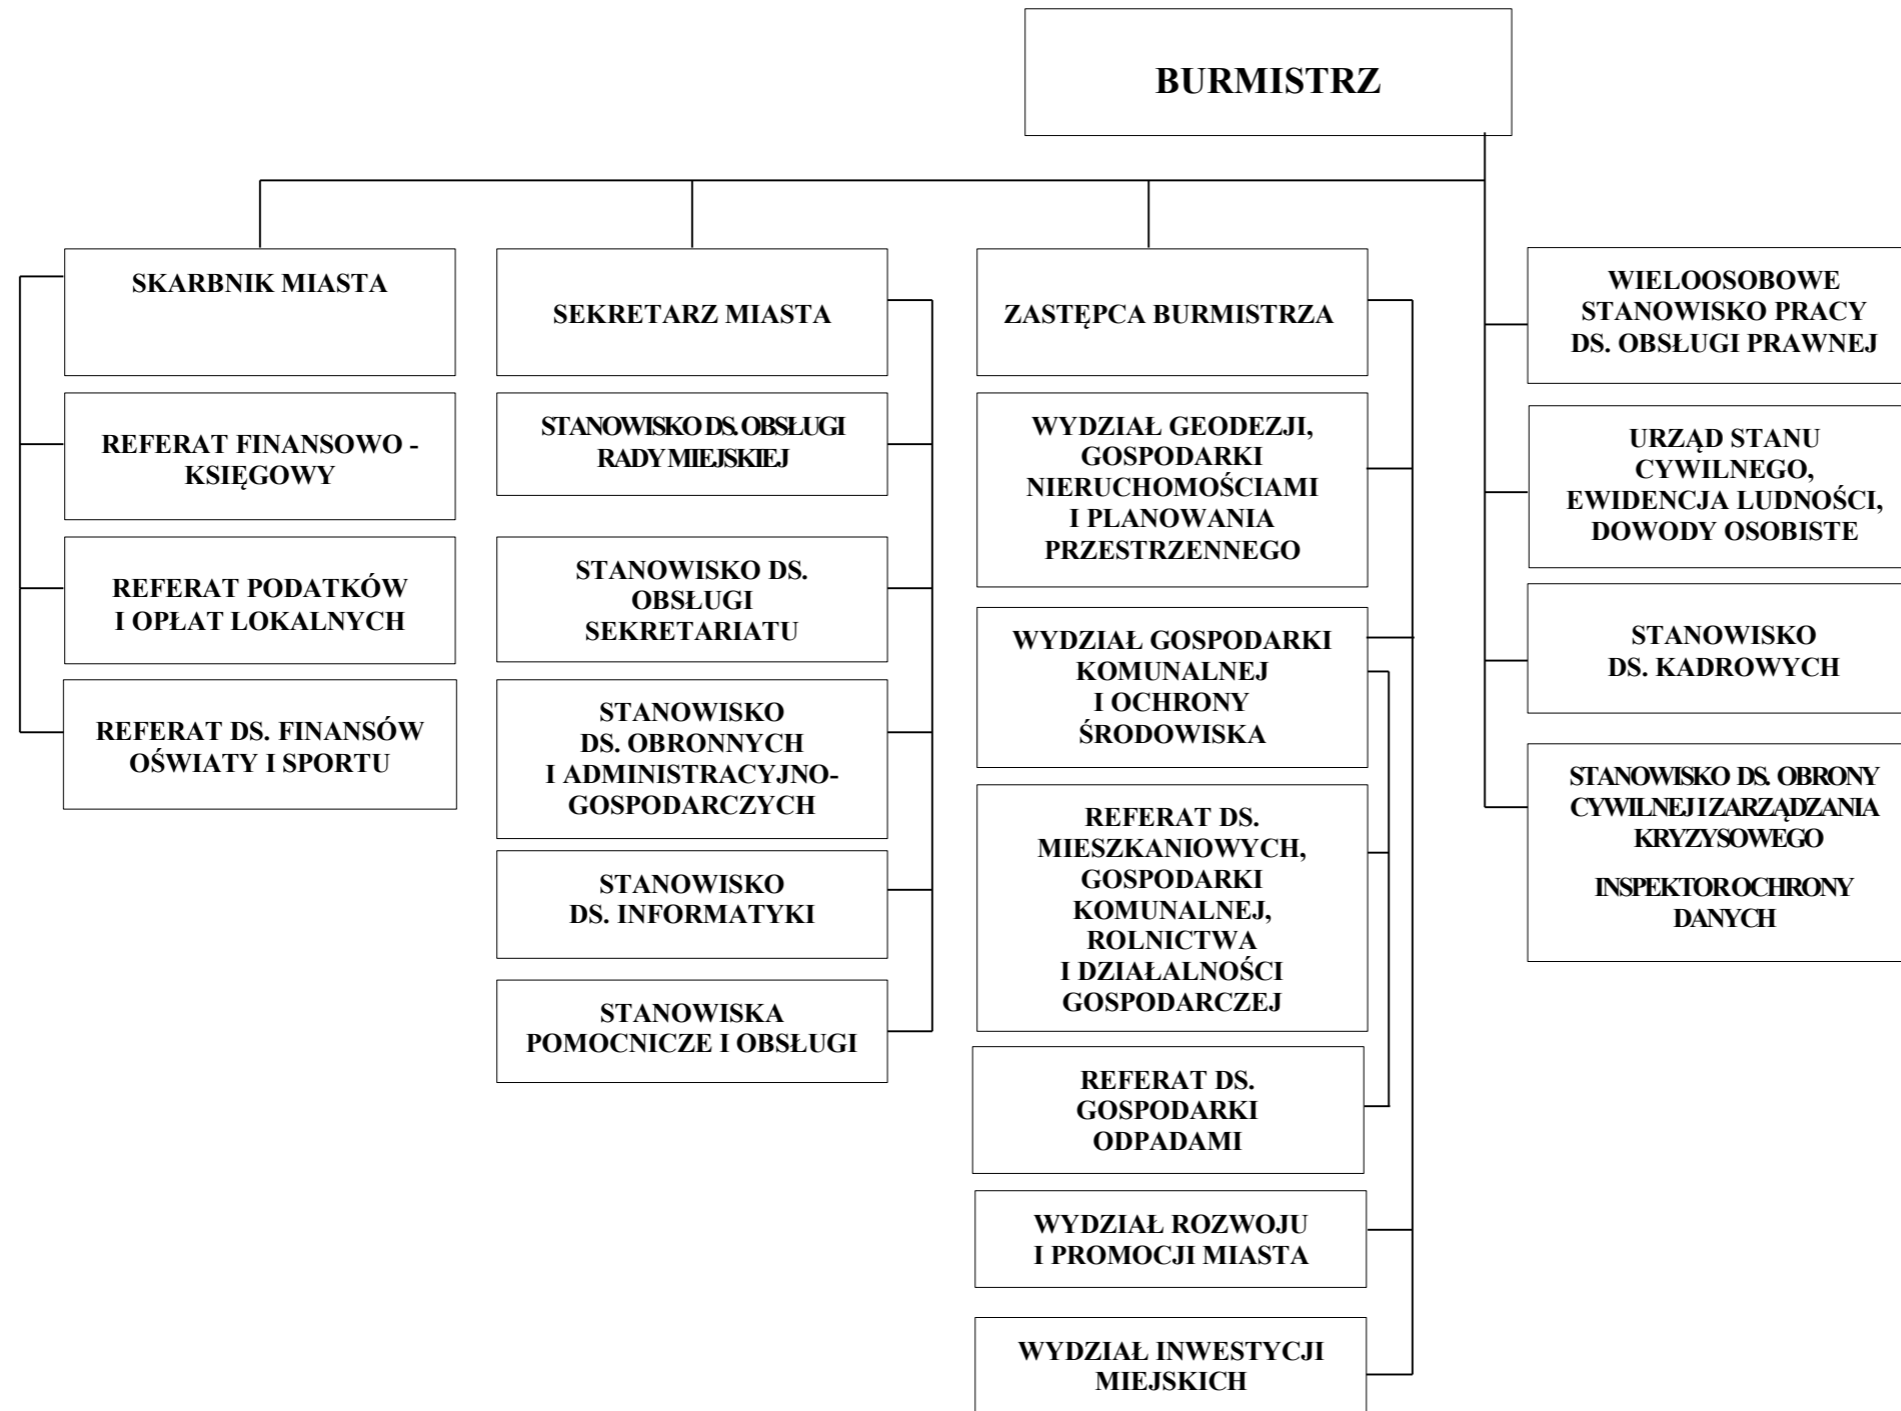 BURMISTRZ
SKARBNIK MIASTA
REFERAT FINANSOWO -
KSIĘGOWY
REFERAT PODATKÓW
I OPŁAT LOKALNYCH
REFERAT DS. FINANSÓW
OŚWIATY I SPORTU
SEKRETARZ MIASTA
STANOWISKO DS. OBSŁUGI
RADY MIEJSKIEJ
STANOWISKO DS.
OBSŁUGI
SEKRETARIATU
STANOWISKO
DS. OBRONNYCH
I ADMINISTRACYJNO-
GOSPODARCZYCH
STANOWISKO
DS. INFORMATYKI
STANOWISKA
POMOCNICZE I OBSŁUGI
ZASTĘPCA BURMISTRZA
WYDZIAŁ GEODEZJI,
GOSPODARKI
NIERUCHOMOŚCIAMI
I PLANOWANIA
PRZESTRZENNEGO
WYDZIAŁ GOSPODARKI
KOMUNALNEJ
I OCHRONY
ŚRODOWISKA
REFERAT DS.
MIESZKANIOWYCH,
GOSPODARKI
KOMUNALNEJ,
ROLNICTWA
I DZIAŁALNOŚCI
GOSPODARCZEJ
REFERAT DS.
GOSPODARKI
ODPADAMI
WYDZIAŁ ROZWOJU
I PROMOCJI MIASTA
WYDZIAŁ INWESTYCJI
MIEJSKICH
WIELOOSOBOWE
STANOWISKO PRACY
DS. OBSŁUGI PRAWNEJ
URZĄD STANU
CYWILNEGO,
EWIDENCJA LUDNOŚCI,
DOWODY OSOBISTE
STANOWISKO
DS. KADROWYCH
STANOWISKO DS. OBRONY
CYWILNEJ I ZARZĄDZANIA
KRYZYSOWEGO
INSPEKTOR OCHRONY
DANYCH